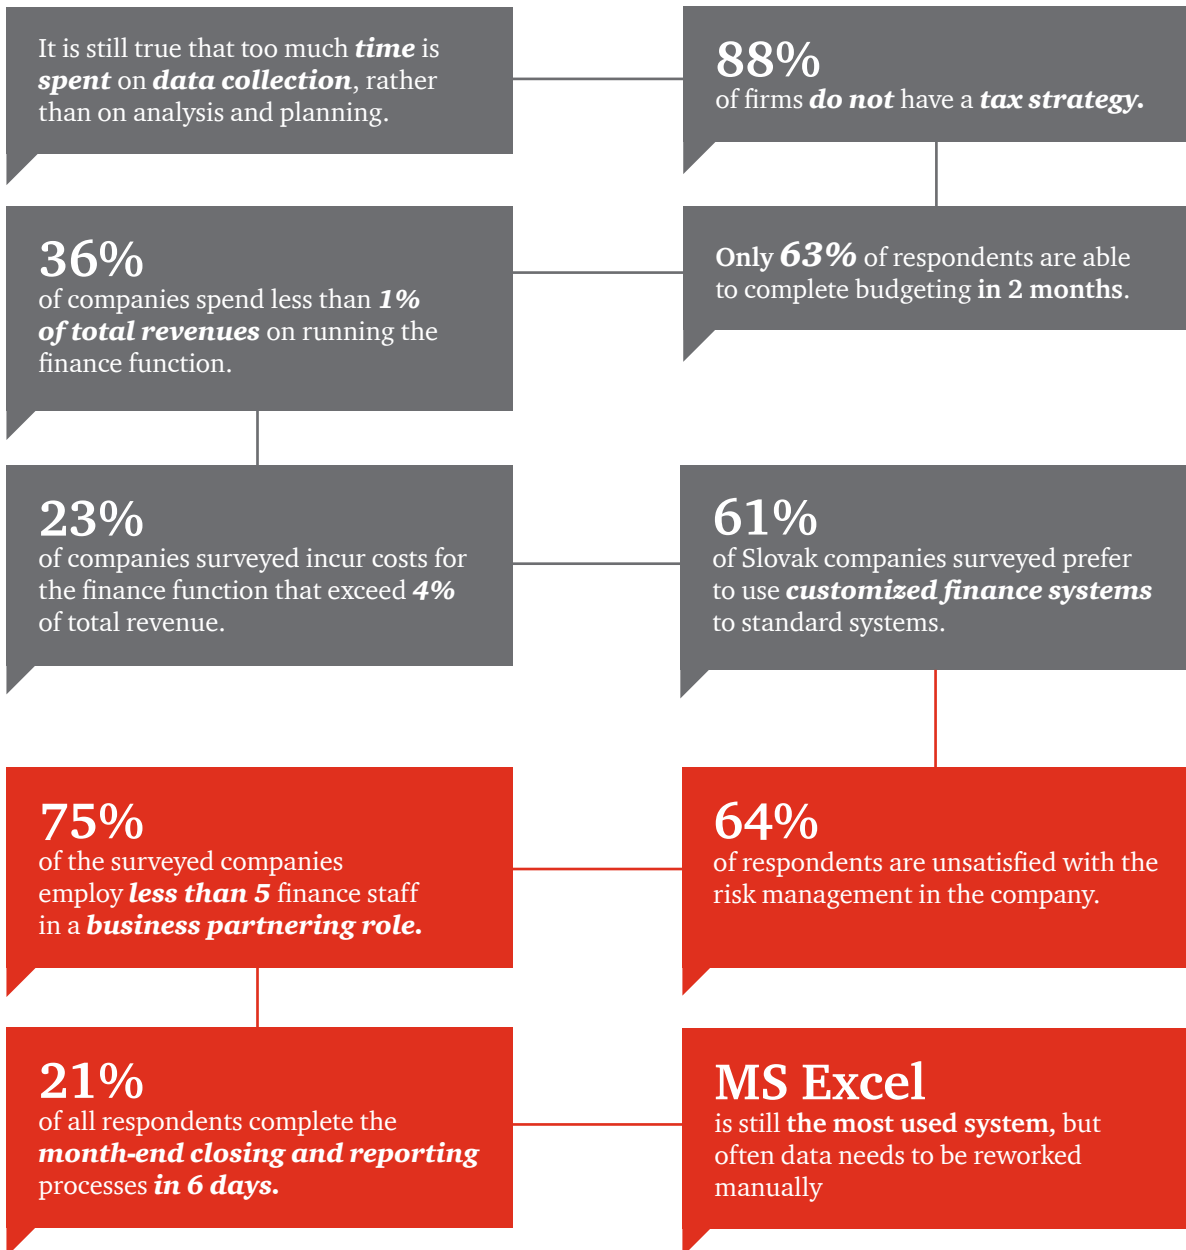 It is still true that too much time is
spent on data collection, rather
than on analysis and planning.
88%
of firms do not have a tax strategy.
36%
of companies spend less than 1%
of total revenues on running the
finance function.
Only 63% of respondents are able
to complete budgeting in 2 months.
23%
of companies surveyed incur costs for
the finance function that exceed 4%
of total revenue.
61%
of Slovak companies surveyed prefer
to use customized finance systems
to standard systems.
75%
of the surveyed companies
employ less than 5 finance staff
in a business partnering role.
64%
of respondents are unsatisfied with the
risk management in the company.
21%
of all respondents complete the
month-end closing and reporting
processes in 6 days.
MS Excel
is still the most used system, but
often data needs to be reworked
manually